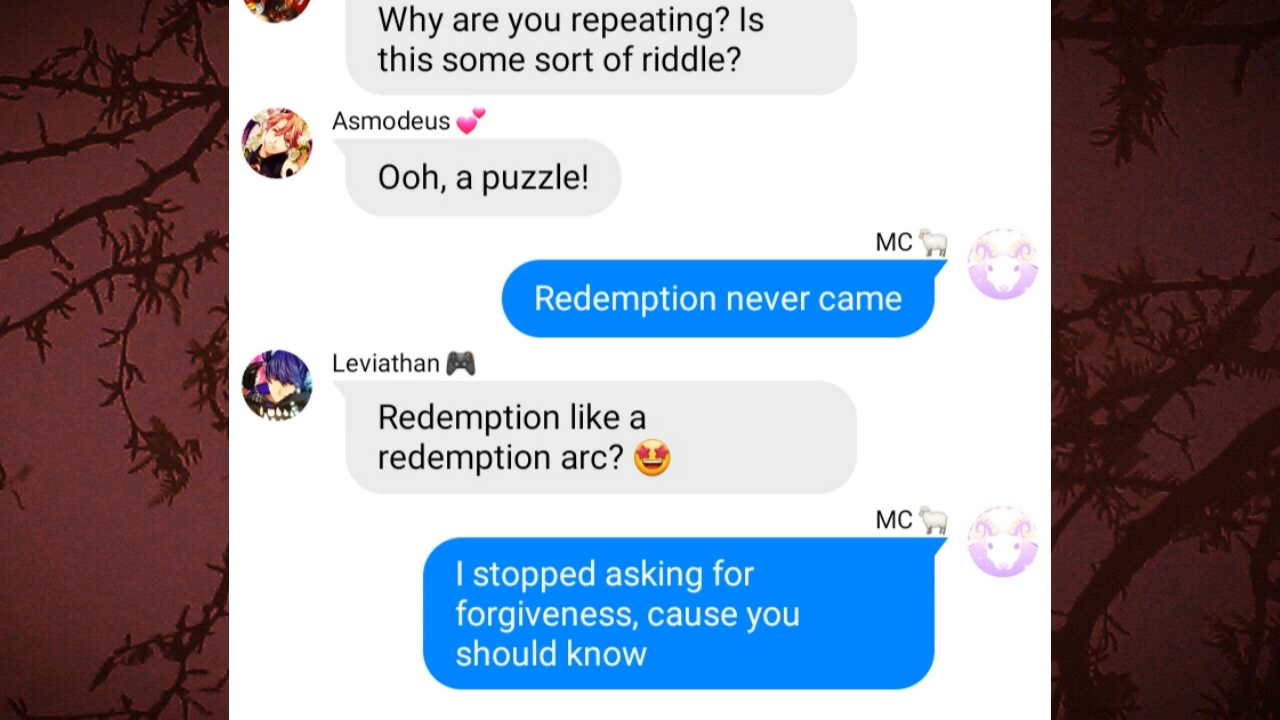 Why are you repeating? Is
this some sort of riddle?
Asmodeus 💕
Ooh, a puzzle!
MC 🐑
Redemption never came
Leviathan 🎮
Redemption like a
redemption arc? 🤩
MC 🐑
I stopped asking for
forgiveness, cause you
should know